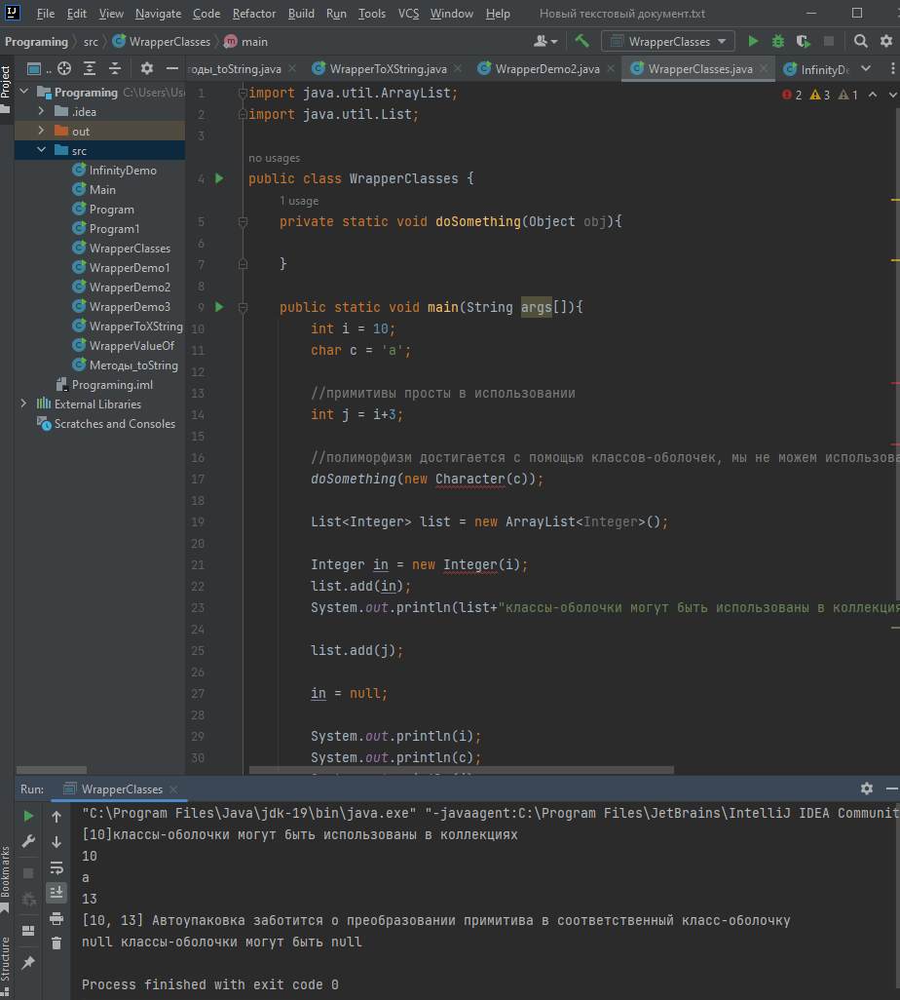 File Edit View Navigate Code Refactor Build Run Tools VCS Window Help Новый текстовый документ.txt
Programing src WrapperClasses main WrapperClasses
Project
оды_toString.java WrapperToXString.java WrapperDemo2.java WrapperClasses.java InfinityDe
Programing C:\Users\Use
.idea
out
src
InfinityDemo
Main
Program
Program1
WrapperClasses
WrapperDemo1
WrapperDemo2
WrapperDemo3
WrapperToXString
WrapperValueOf
Методы_toString
Programing.iml
External Libraries
Scratches and Consoles
2 3 1
1 import java.util.ArrayList;
2 import java.util.List;
3
no usages
4 public class WrapperClasses {
1 usage
5 private static void doSomething(Object obj){
6
7 }
8
9 public static void main(String args[]){
10 int i = 10;
11 char c = 'a';
12
13 //примитивы просты в использовании
14 int j = i+3;
15
16 //полиморфизм достигается с помощью классов-оболочек, мы не можем использова
17 doSomething(new Character(c));
18
19 List<Integer> list = new ArrayList<Integer>();
20
21 Integer in = new Integer(i);
22 list.add(in);
23 System.out.println(list+"классы-оболочки могут быть использованы в коллекция
24
25 list.add(j);
26
27 in = null;
28
29 System.out.println(i);
30 System.out.println(c);
Run: WrapperClasses
"C:\Program Files\Java\jdk-19\bin\java.exe" "-javaagent:C:\Program Files\JetBrains\IntelliJ IDEA Communit
[10]классы-оболочки могут быть использованы в коллекциях
10
a
13
[10, 13] Автоупаковка заботится о преобразовании примитива в соответственный класс-оболочку
null классы-оболочки могут быть null
Process finished with exit code 0
Bookmarks
Structure